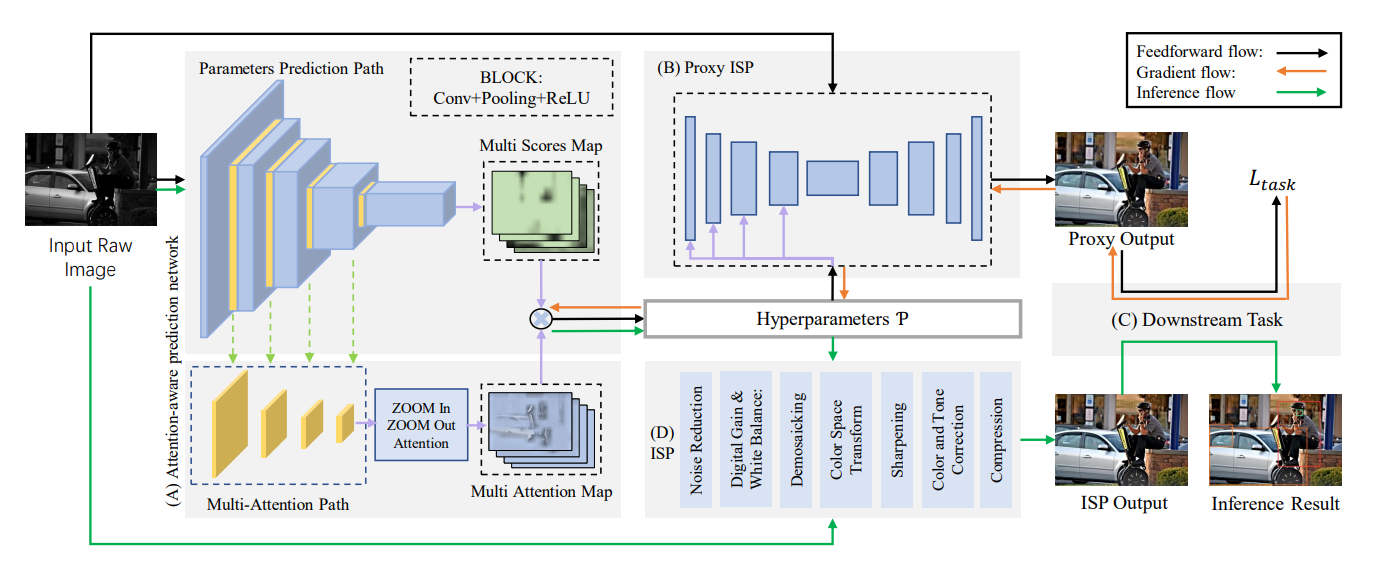 Parameters Prediction Path
BLOCK:
Conv+Pooling+ReLU
Multi Scores Map
(B) Proxy ISP
Feedforward flow:
Gradient flow:
Inference flow
Input Raw
Image
(A) Attention-aware prediction network
Proxy Output
L_task
Hyperparameters 𝒫
(C) Downstream Task
ZOOM In
ZOOM Out
Attention
Multi-Attention Path
Multi Attention Map
(D)
ISP
Noise Reduction
Digital Gain &
White Balance:
Demosaicking
Color Space
Transform
Sharpening
Color and Tone
Correction
Compression
ISP Output
Inference Result